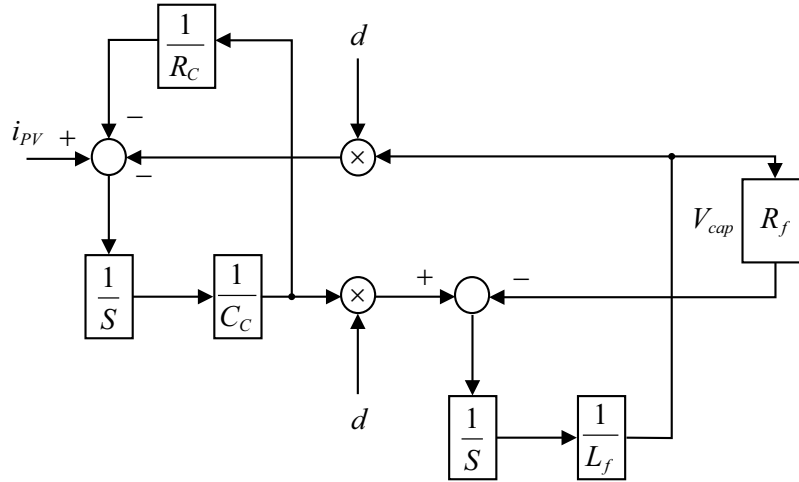 1
R_C
d
i_PV + − −
×
V_cap R_f
1
S
1
C_C
×
+ −
d
1
S
1
L_f